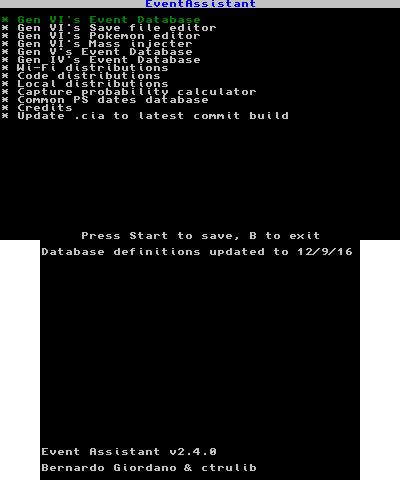 EventAssistant
* Gen VI's Event Database
* Gen VI's Save file editor
* Gen VI's Pokemon editor
* Gen VI's Mass injecter
* Gen V's Event Database
* Gen IV's Event Database
* Wi-Fi distributions
* Code distributions
* Local distributions
* Capture probability calculator
* Common PS dates database
* Credits
* Update .cia to latest commit build
Press Start to save, B to exit
Database definitions updated to 12/9/16
Event Assistant v2.4.0
Bernardo Giordano & ctrulib